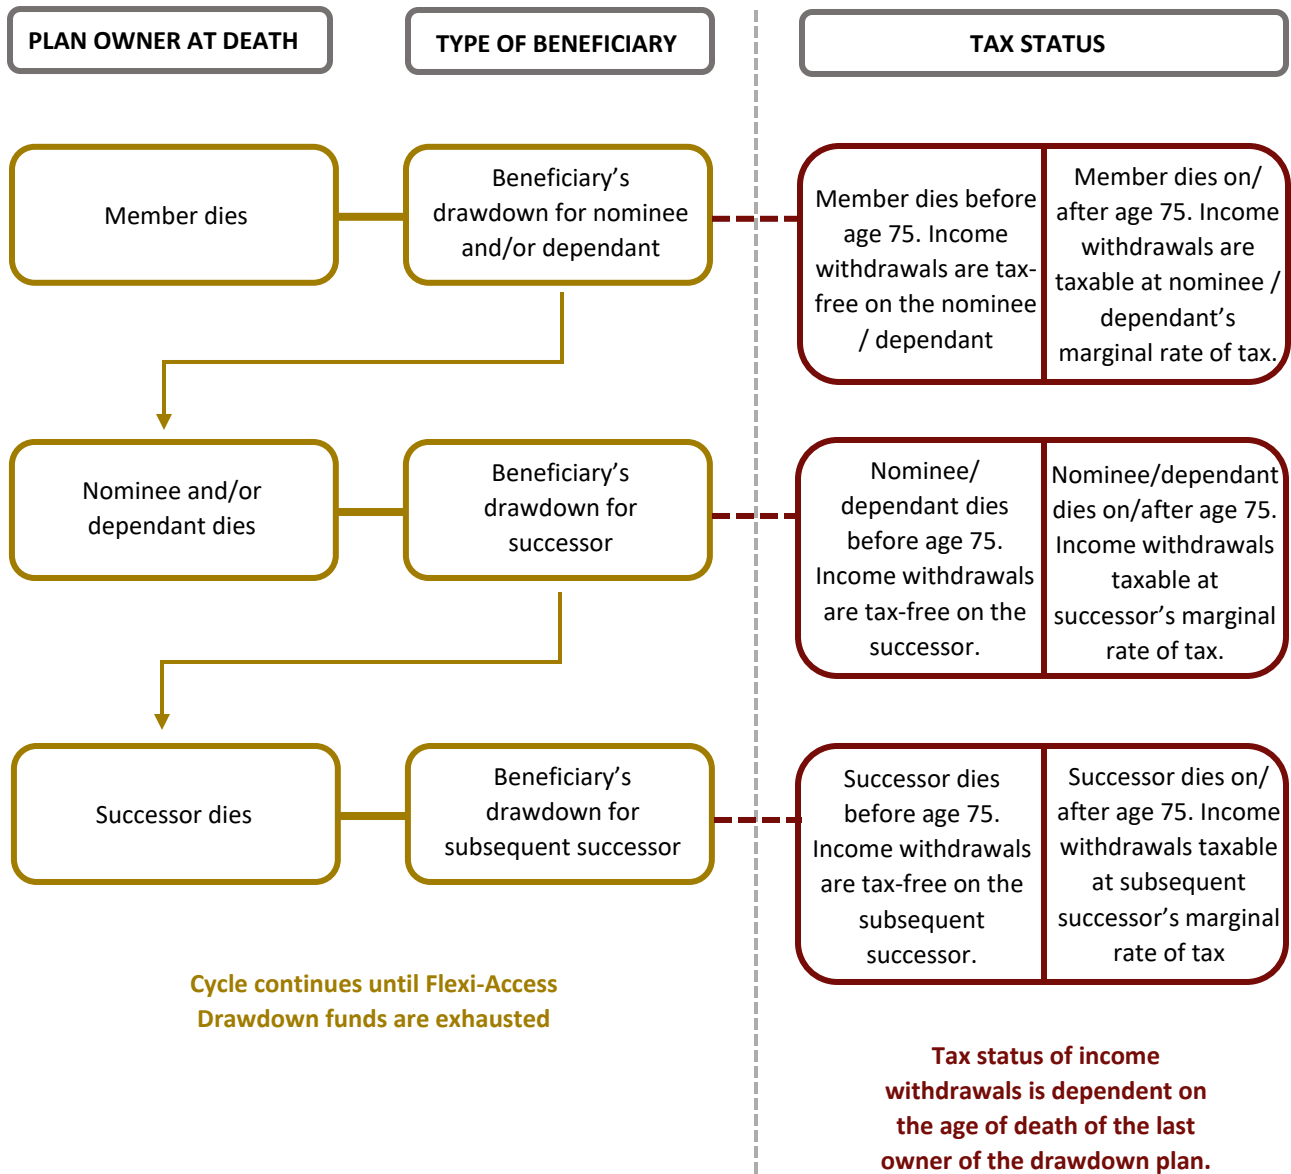 PLAN OWNER AT DEATH
TYPE OF BENEFICIARY
TAX STATUS
Member dies
Beneficiary’s
drawdown for nominee
and/or dependant
Member dies before
age 75. Income
withdrawals are tax-
free on the nominee
/ dependant
Member dies on/
after age 75. Income
withdrawals are
taxable at nominee /
dependant’s
marginal rate of tax.
Nominee and/or
dependant dies
Beneficiary’s
drawdown for
successor
Nominee/
dependant dies
before age 75.
Income withdrawals
are tax-free on the
successor.
Nominee/dependant
dies on/after age 75.
Income withdrawals
taxable at
successor’s marginal
rate of tax.
Successor dies
Beneficiary’s
drawdown for
subsequent successor
Successor dies
before age 75.
Income withdrawals
are tax-free on the
subsequent
successor.
Successor dies on/
after age 75. Income
withdrawals taxable
at subsequent
successor’s marginal
rate of tax
Cycle continues until Flexi-Access
Drawdown funds are exhausted
Tax status of income
withdrawals is dependent on
the age of death of the last
owner of the drawdown plan.